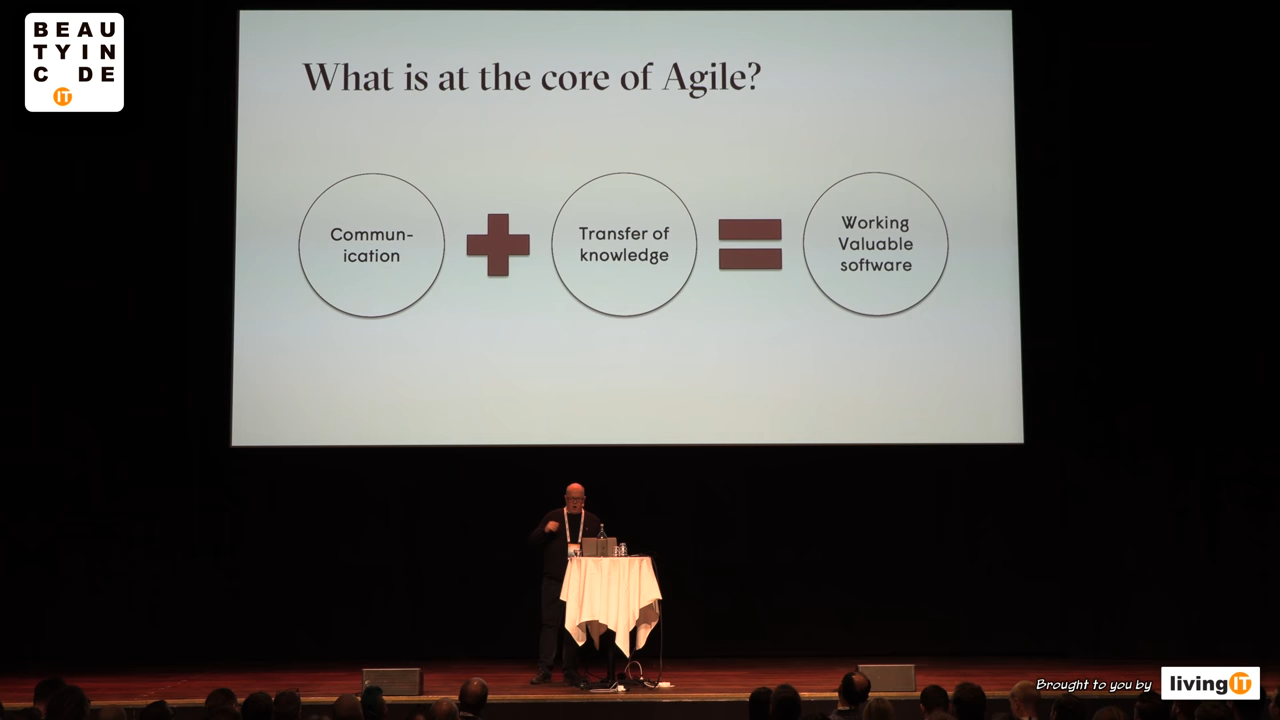 BEAU
TYIN
C DE
IT
What is at the core of Agile?
Commun-
ication
Transfer of
knowledge
Working
Valuable
software
Brought to you by
livingIT